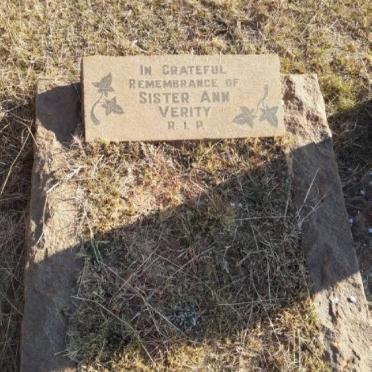 IN GRATEFUL
REMEMBRANCE OF
SISTER ANN
VERITY
R.I.P.